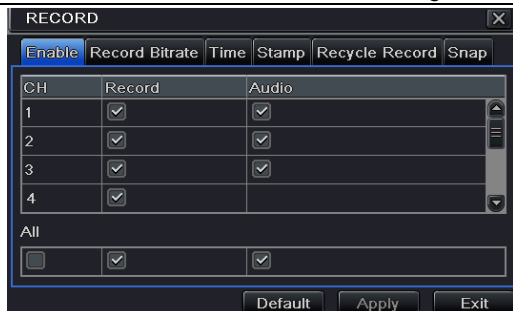 RECORD
Enable Record Bitrate Time Stamp Recycle Record Snap
CH Record Audio
1
2
3
4
All
Default Apply Exit